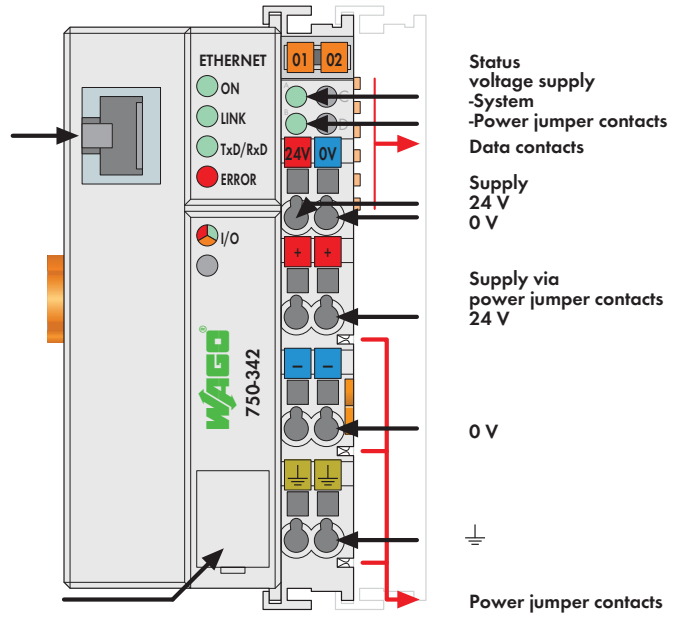 ETHERNET
ON
LINK
TxD/RxD
ERROR
I/O
WAGO®
750-342
01 02
A C
B D
24V 0V
+ +
– –
Status
voltage supply
-System
-Power jumper contacts
Data contacts
Supply
24 V
0 V
Supply via
power jumper contacts
24 V
0 V
Power jumper contacts